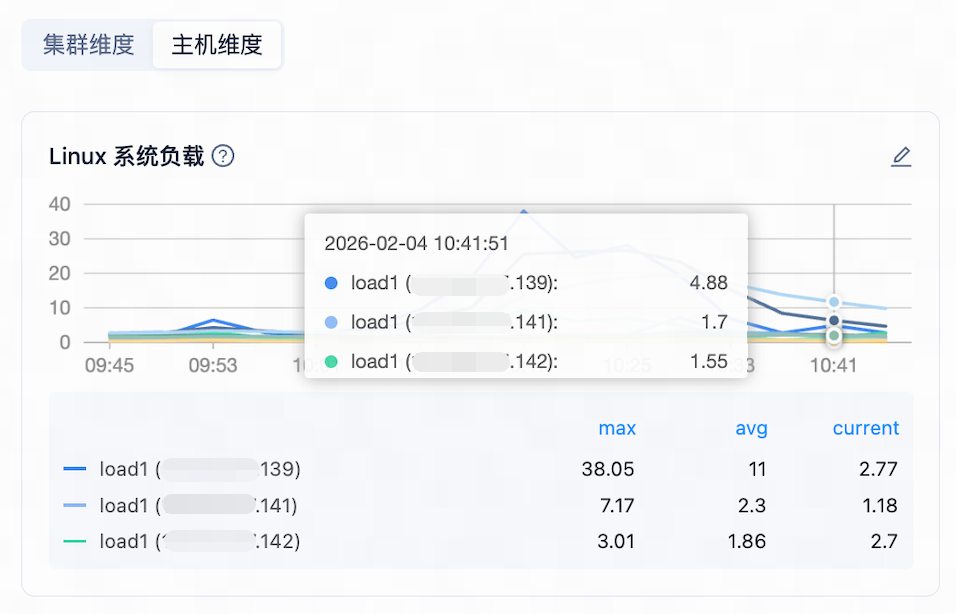 集群维度 主机维度
Linux 系统负载
40
30
20
10
0
09:45 09:53 10:25 10:41
2026-02-04 10:41:51
load1 ( .139): 4.88
load1 ( .141): 1.7
load1 ( .142): 1.55
max avg current
load1 ( 139) 38.05 11 2.77
load1 ( .141) 7.17 2.3 1.18
load1 ( .142) 3.01 1.86 2.7